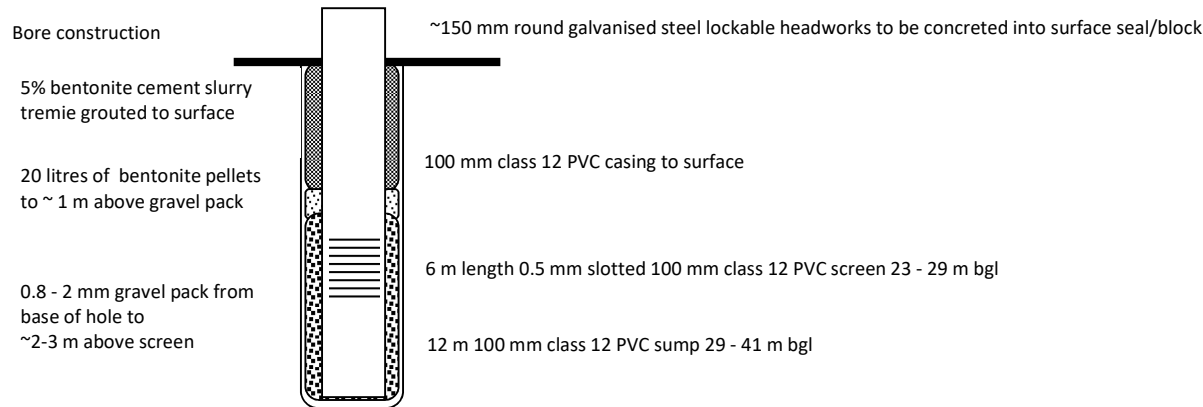 Bore construction
~150 mm round galvanised steel lockable headworks to be concreted into surface seal/block
5% bentonite cement slurry
tremie grouted to surface
100 mm class 12 PVC casing to surface
20 litres of  bentonite pellets
to ~ 1 m above gravel pack
6 m length 0.5 mm slotted 100 mm class 12 PVC screen 23 - 29 m bgl
0.8 - 2 mm gravel pack from
base of hole to
~2-3 m above screen
12 m 100 mm class 12 PVC sump 29 - 41 m bgl